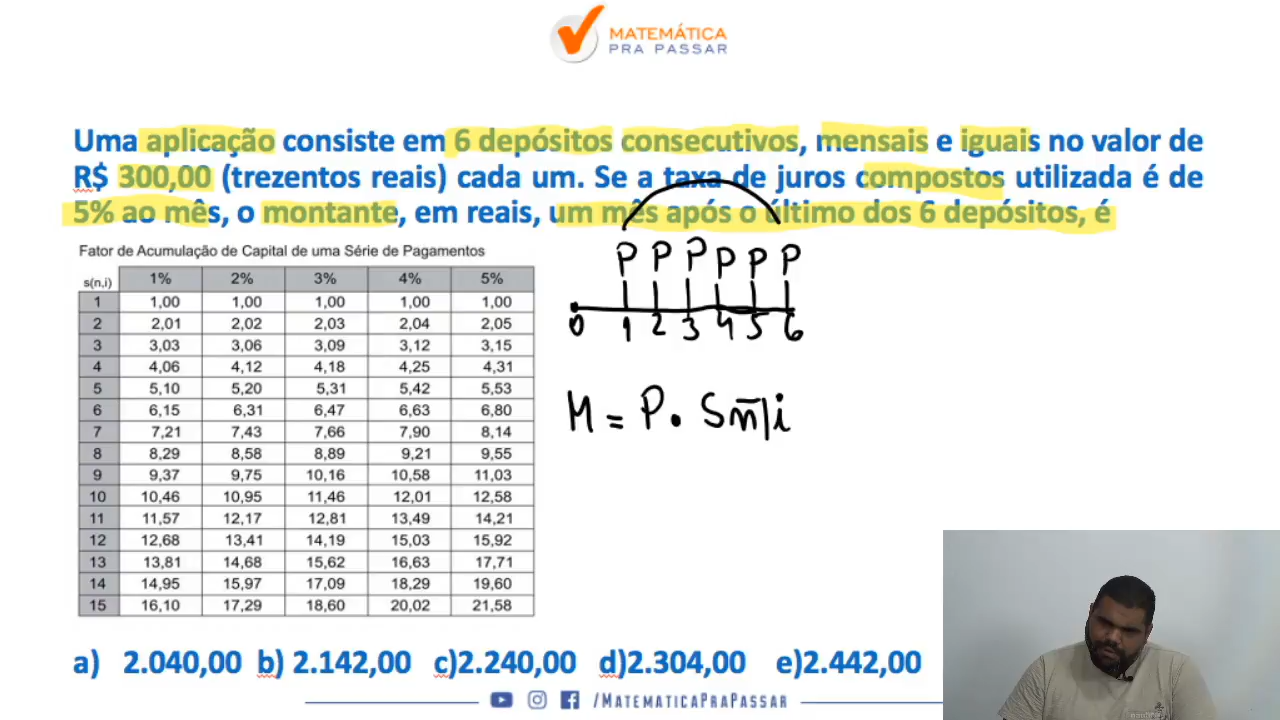 MATEMÁTICA
PRA PASSAR
Uma aplicação consiste em 6 depósitos consecutivos, mensais e iguais no valor de
R$ 300,00 (trezentos reais) cada um. Se a taxa de juros compostos utilizada é de
5% ao mês, o montante, em reais, um mês após o último dos 6 depósitos, é
Fator de Acumulação de Capital de uma Série de Pagamentos
s(n,i) 1% 2% 3% 4% 5%
1 1,00 1,00 1,00 1,00 1,00
2 2,01 2,02 2,03 2,04 2,05
3 3,03 3,06 3,09 3,12 3,15
4 4,06 4,12 4,18 4,25 4,31
5 5,10 5,20 5,31 5,42 5,53
6 6,15 6,31 6,47 6,63 6,80
7 7,21 7,43 7,66 7,90 8,14
8 8,29 8,58 8,89 9,21 9,55
9 9,37 9,75 10,16 10,58 11,03
10 10,46 10,95 11,46 12,01 12,58
11 11,57 12,17 12,81 13,49 14,21
12 12,68 13,41 14,19 15,03 15,92
13 13,81 14,68 15,62 16,63 17,71
14 14,95 15,97 17,09 18,29 19,60
15 16,10 17,29 18,60 20,02 21,58
P P P P P P
0 1 2 3 4 5 6
M = P . S n̄|i
a) 2.040,00 b) 2.142,00 c)2.240,00 d)2.304,00 e)2.442,00
/MatematicaPraPassar